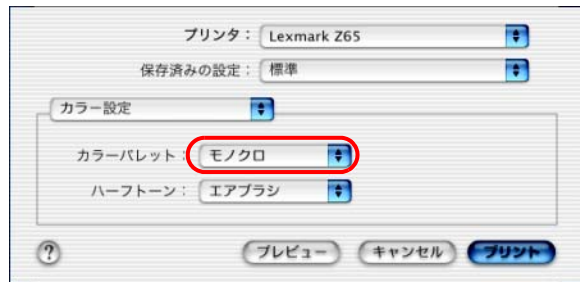 プリンタ： Lexmark Z65
保存済みの設定： 標準
カラー設定
カラーパレット： モノクロ
ハーフトーン： エアブラシ
? プレビュー キャンセル プリント